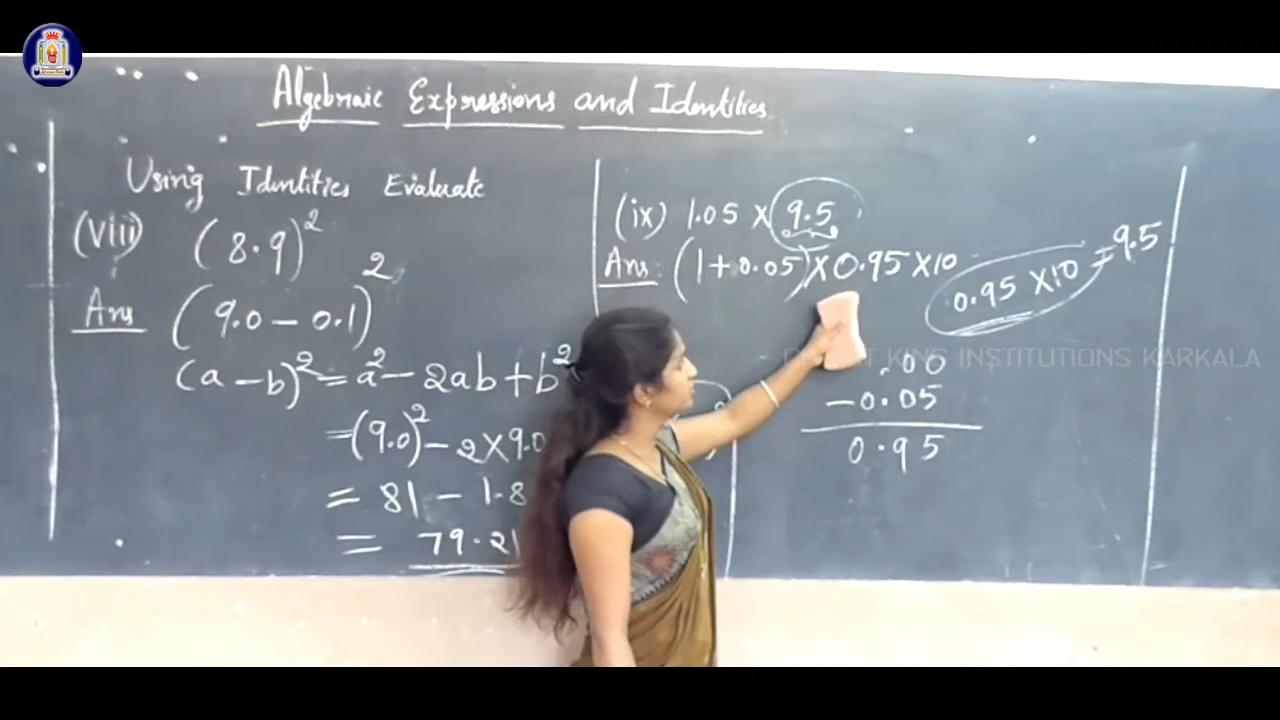 Algebraic Expressions and Identities
Using Identities Evaluate
(viii) (8.9)²
Ans (9.0 – 0.1)²
(a – b)² = a² – 2ab + b²
= (9.0)² – 2 × 9.0
= 81 – 1.8
= 79.21
(ix) 1.05 × 9.5
Ans: (1 + 0.05) × 0.95 × 10
0.95 × 10 = 9.5
.00
– 0.05
0.95
KING INSTITUTIONS KARKALA